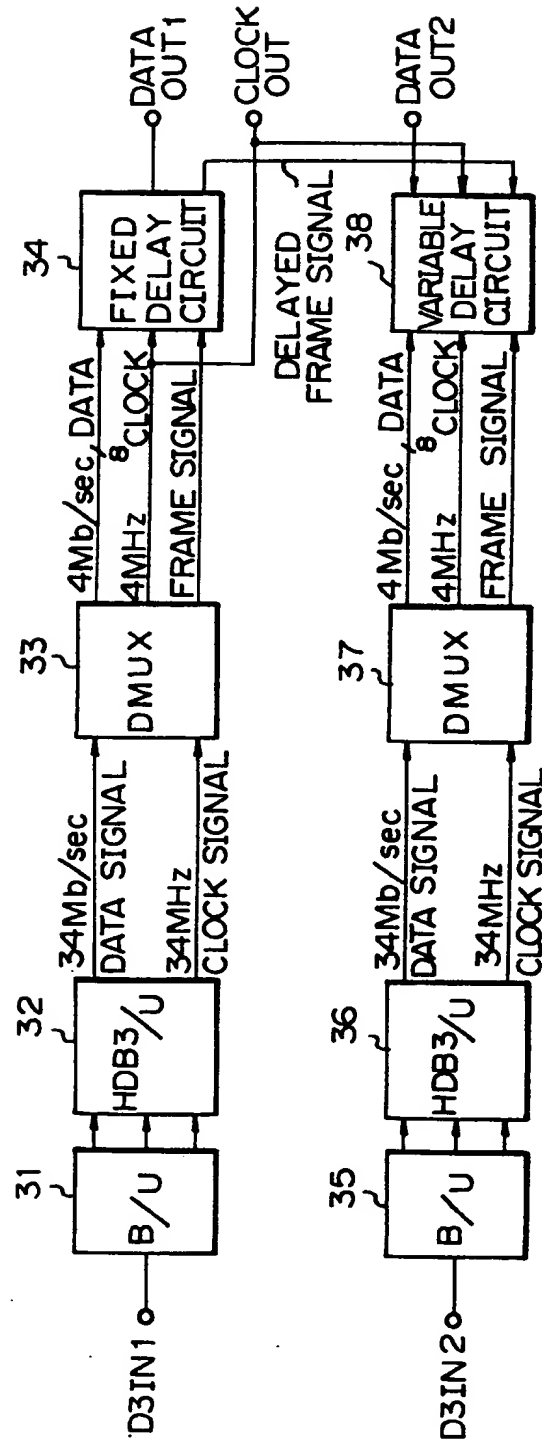 D3IN1
31
B/U
32
HDB3/U
34Mb/sec
DATA SIGNAL
34MHz
CLOCK SIGNAL
33
DMUX
4Mb/sec, DATA
8
4MHz CLOCK
FRAME SIGNAL
34
FIXED
DELAY
CIRCUIT
DATA
OUT1
CLOCK
OUT
DELAYED
FRAME SIGNAL
D3IN2
35
B/U
36
HDB3/U
34Mb/sec
DATA SIGNAL
34MHz
CLOCK SIGNAL
37
DMUX
4Mb/sec, DATA
8
4MHz CLOCK
FRAME SIGNAL
38
VARIABLE
DELAY
CIRCUIT
DATA
OUT2